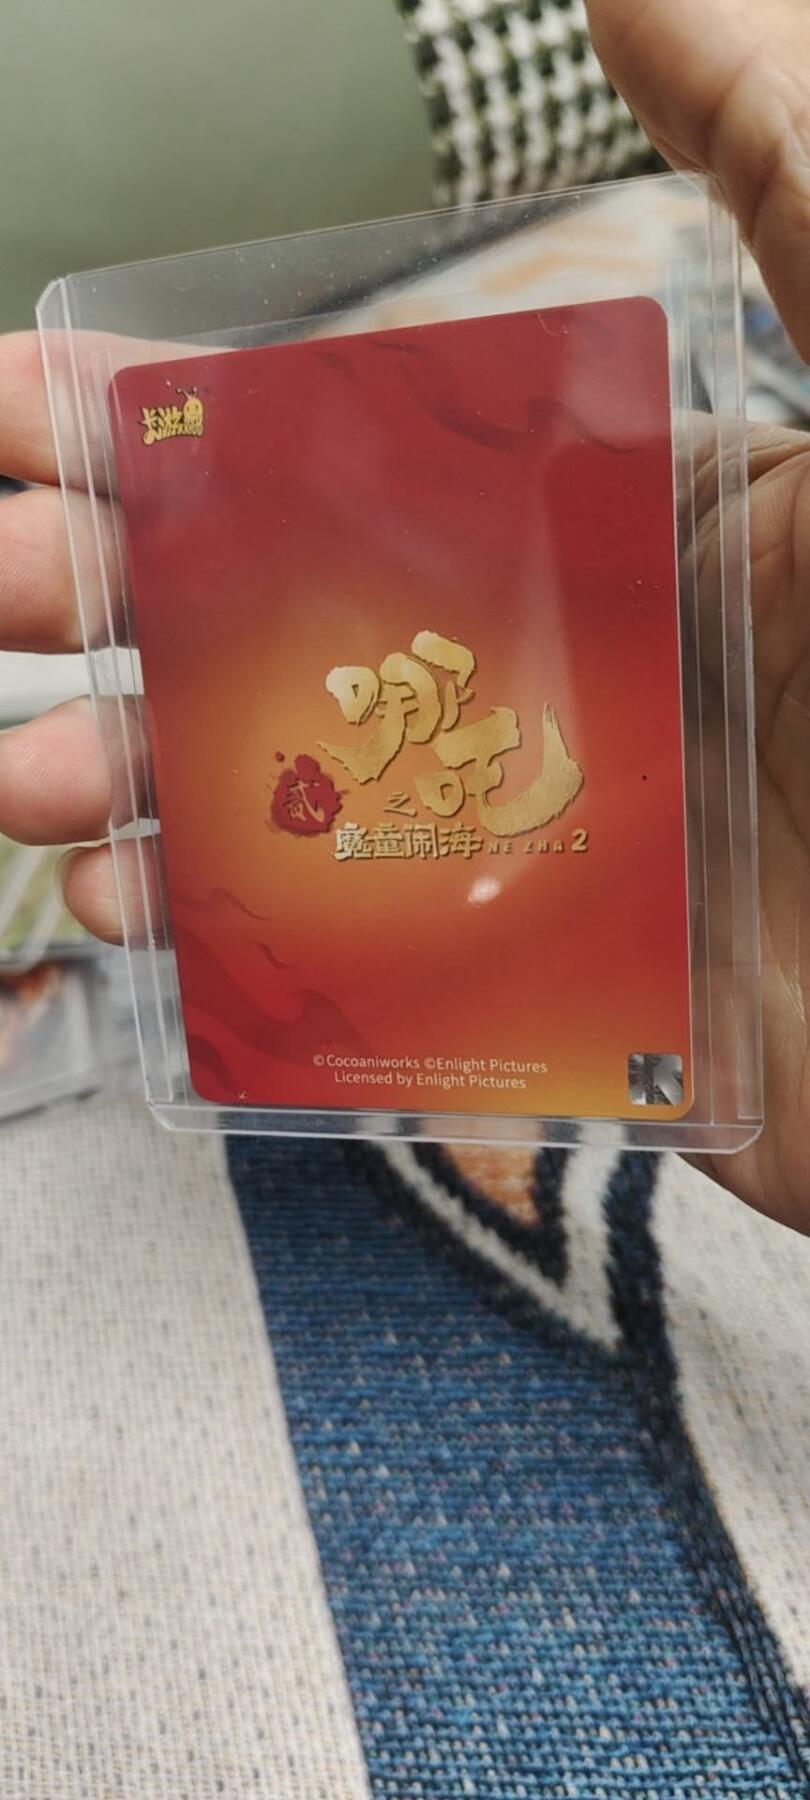 卡游
KAYOU
哪吒
贰
之
魔童闹海 NE ZHA 2
©Cocoaniworks ©Enlight Pictures
Licensed by Enlight Pictures
K